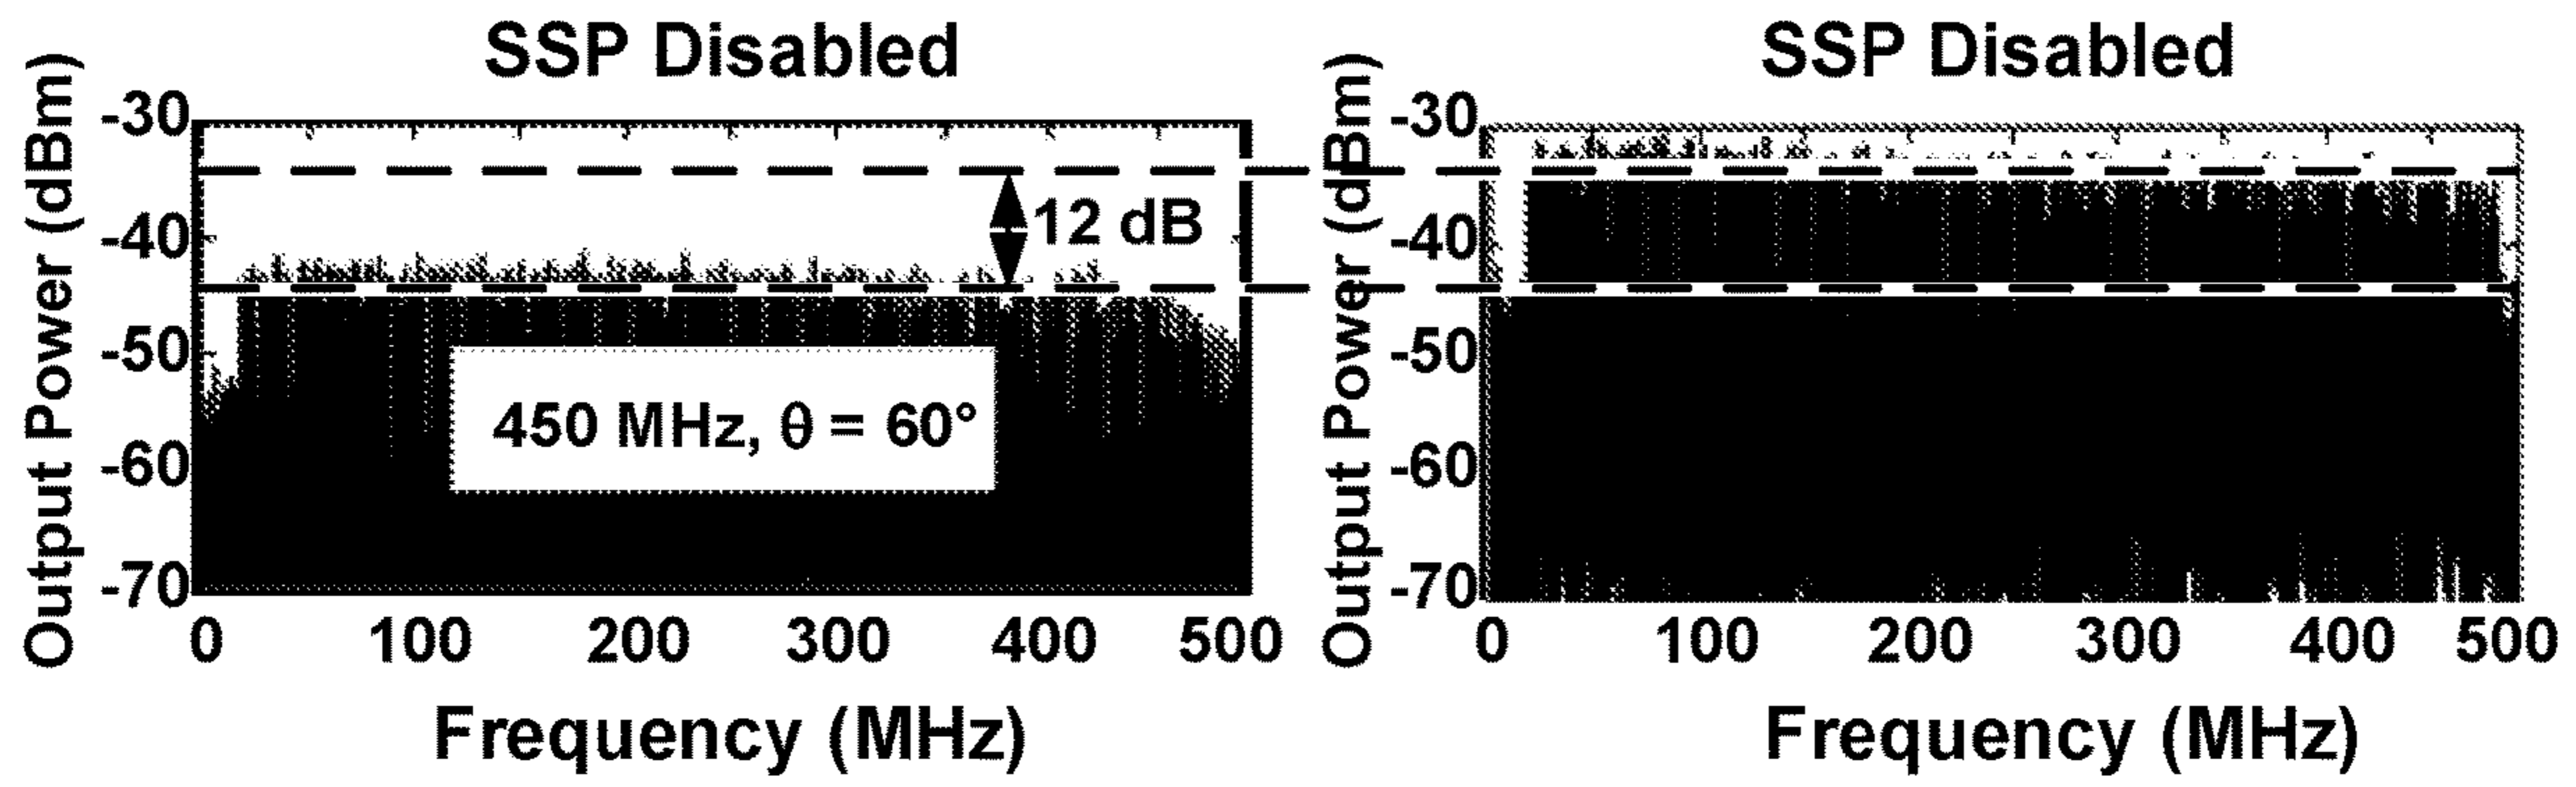 SSP Disabled
Output Power (dBm)
-30
-40
-50
-60
-70
12 dB
450 MHz, θ = 60°
0 100 200 300 400 500
Frequency (MHz)
SSP Disabled
Output Power (dBm)
-30
-40
-50
-60
-70
0 100 200 300 400 500
Frequency (MHz)